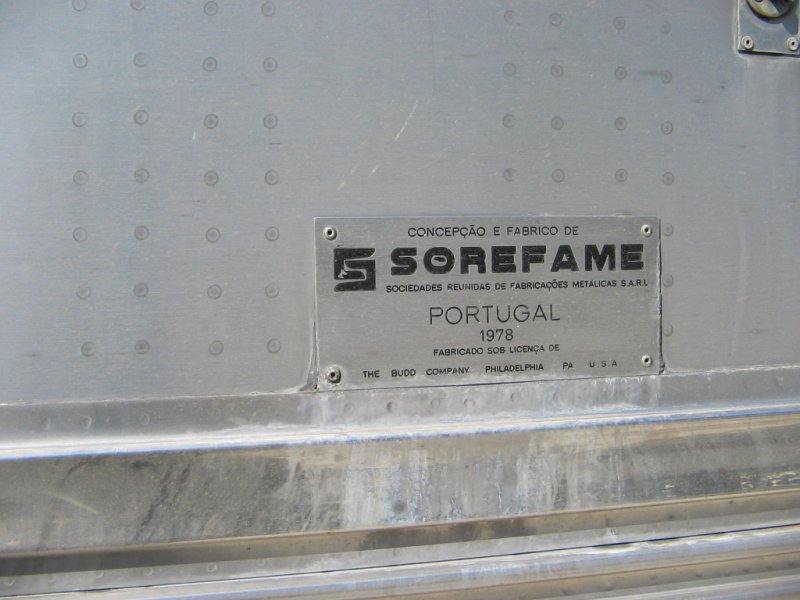 CONCEPÇÃO E FABRICO DE
SOREFAME
SOCIEDADES REUNIDAS DE FABRICAÇÕES METÁLICAS S.A.R.L
PORTUGAL
1978
FABRICADO SOB LICENÇA DE
THE BUDD COMPANY PHILADELPHIA PA U.S.A